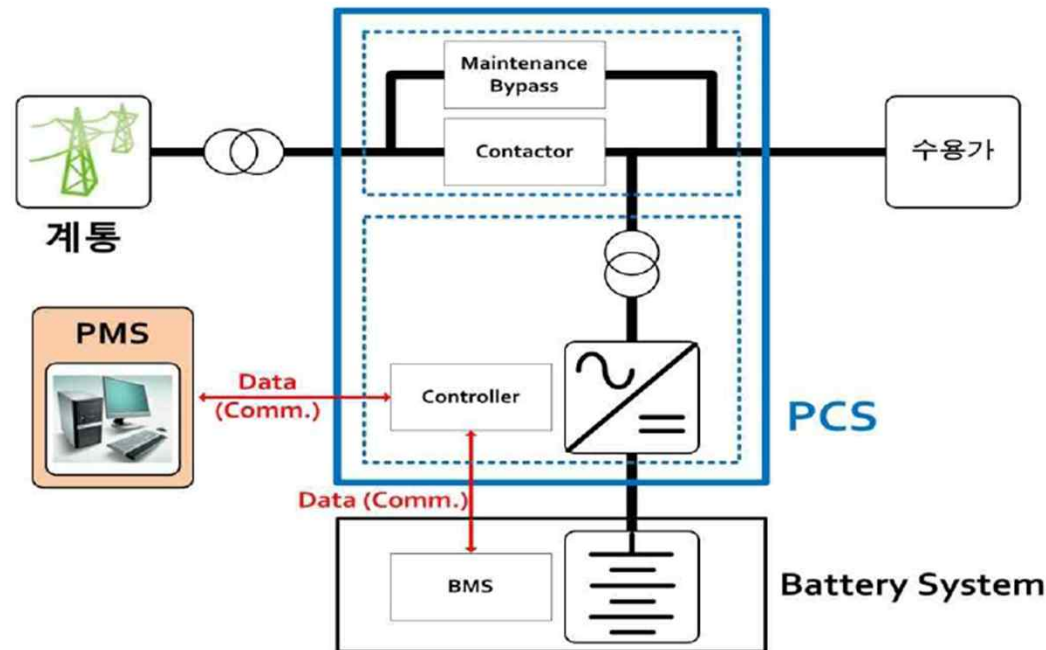 Maintenance
Bypass
Contactor
수용가
계통
PMS
Data
(Comm.)
Controller
PCS
Data (Comm.)
BMS
Battery System